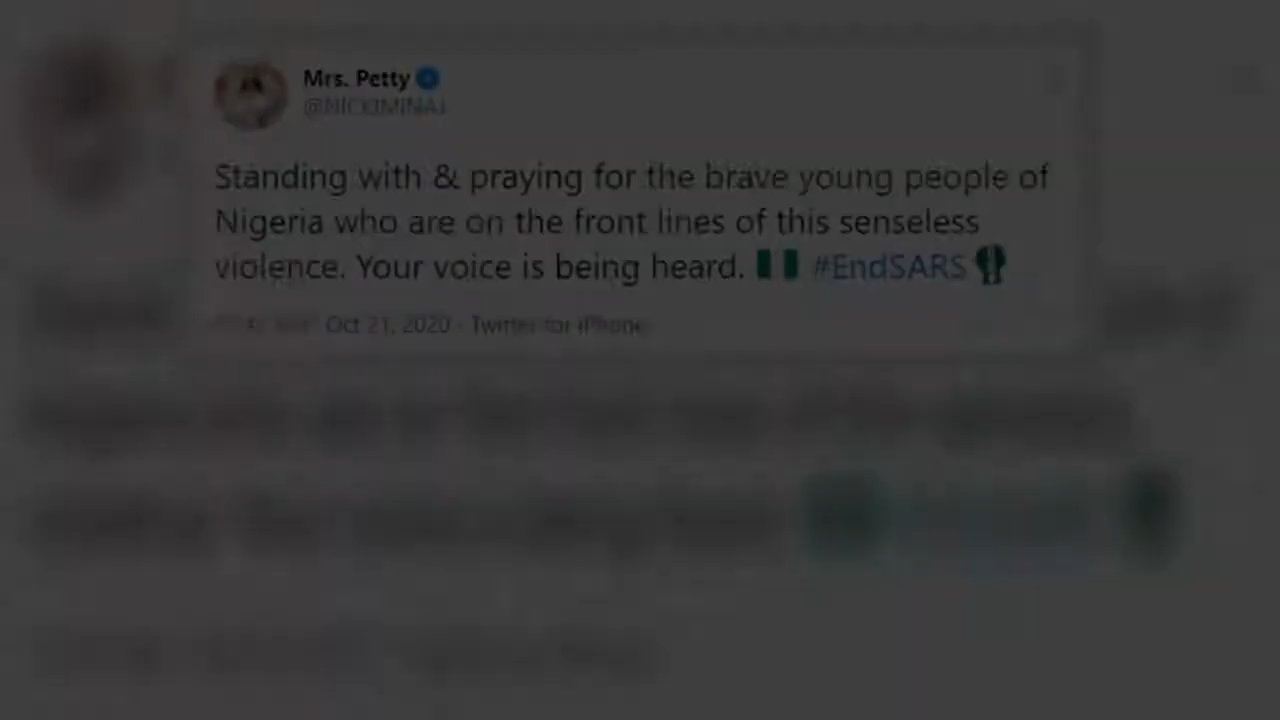 Mrs. Petty
@NICKIMINAJ
Standing with & praying for the brave young people of
Nigeria who are on the front lines of this senseless
violence. Your voice is being heard. 🇳🇬 #EndSARS
Oct 21, 2020 · Twitter for iPhone